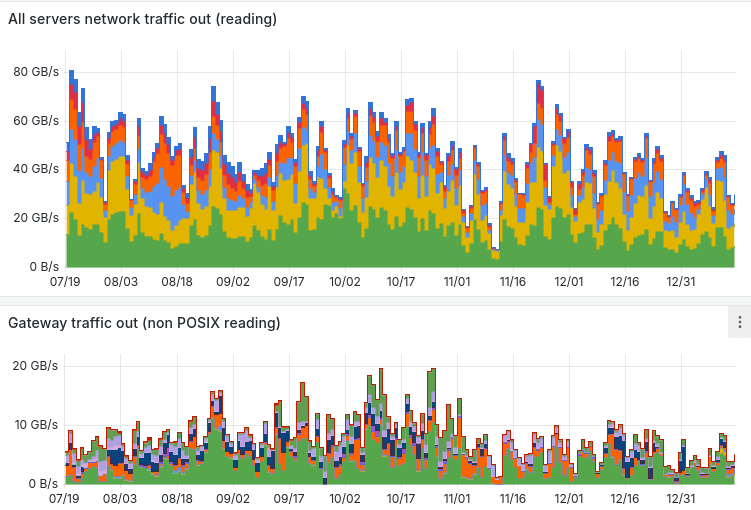 All servers network traffic out (reading)
80 GB/s
60 GB/s
40 GB/s
20 GB/s
0 B/s
07/19 08/03 08/18 09/02 09/17 10/02 10/17 11/01 11/16 12/01 12/16 12/31
Gateway traffic out (non POSIX reading)
20 GB/s
10 GB/s
0 B/s
07/19 08/03 08/18 09/02 09/17 10/02 10/17 11/01 11/16 12/01 12/16 12/31